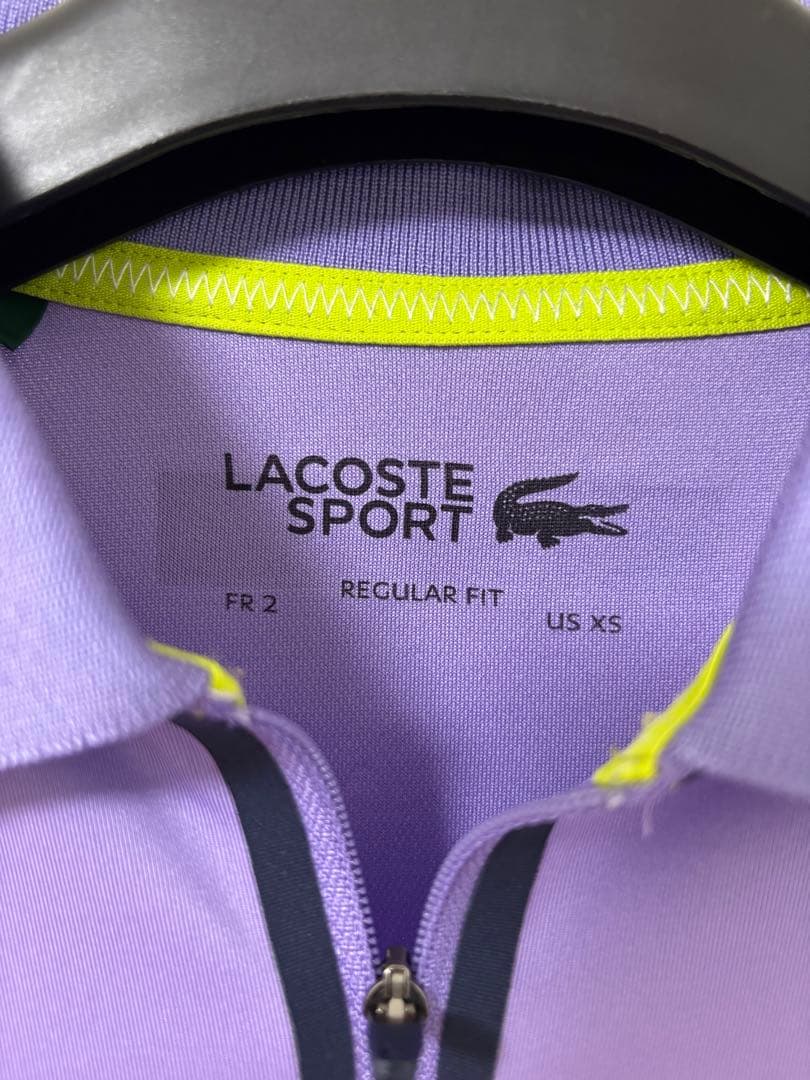 LACOSTE
SPORT
FR 2
REGULAR FIT
US XS